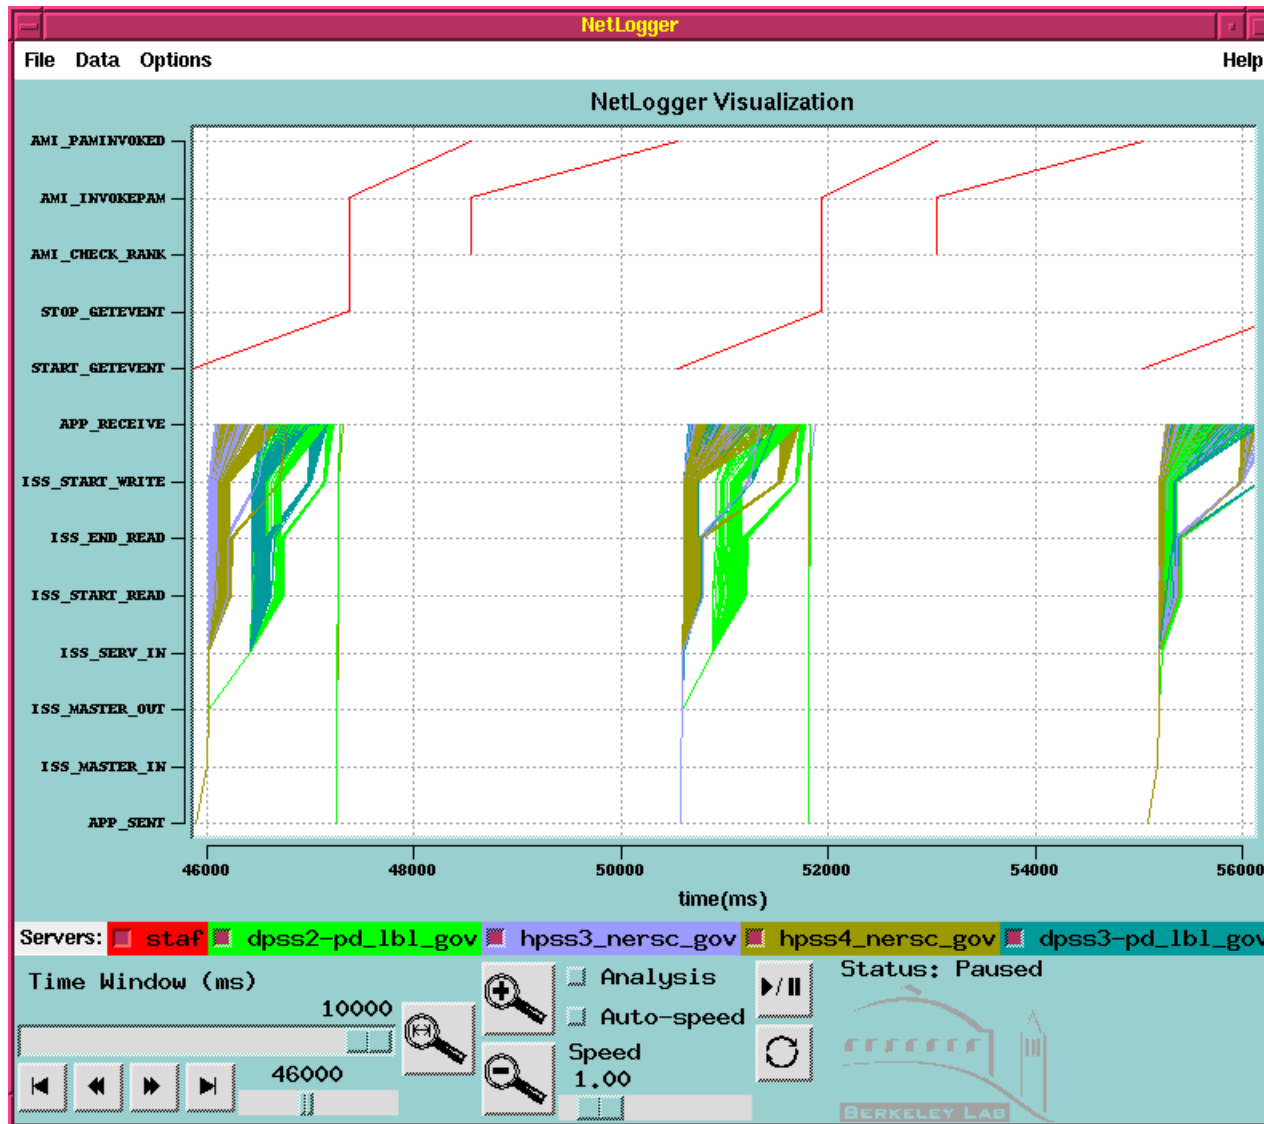 NetLogger
File Data Options Help
NetLogger Visualization
AMI_PAMINVOKED
AMI_INVOKEPAM
AMI_CHECK_RANK
STOP_GETEVENT
START_GETEVENT
APP_RECEIVE
ISS_START_WRITE
ISS_END_READ
ISS_START_READ
ISS_SERV_IN
ISS_MASTER_OUT
ISS_MASTER_IN
APP_SENT
46000 48000 50000 52000 54000 56000
time(ms)
Servers: staf dpss2-pd_lbl_gov hpss3_nersc_gov hpss4_nersc_gov dpss3-pd_lbl_gov
Time Window (ms)
10000
46000
Analysis
Auto-speed
Speed
1.00
Status: Paused
BERKELEY LAB